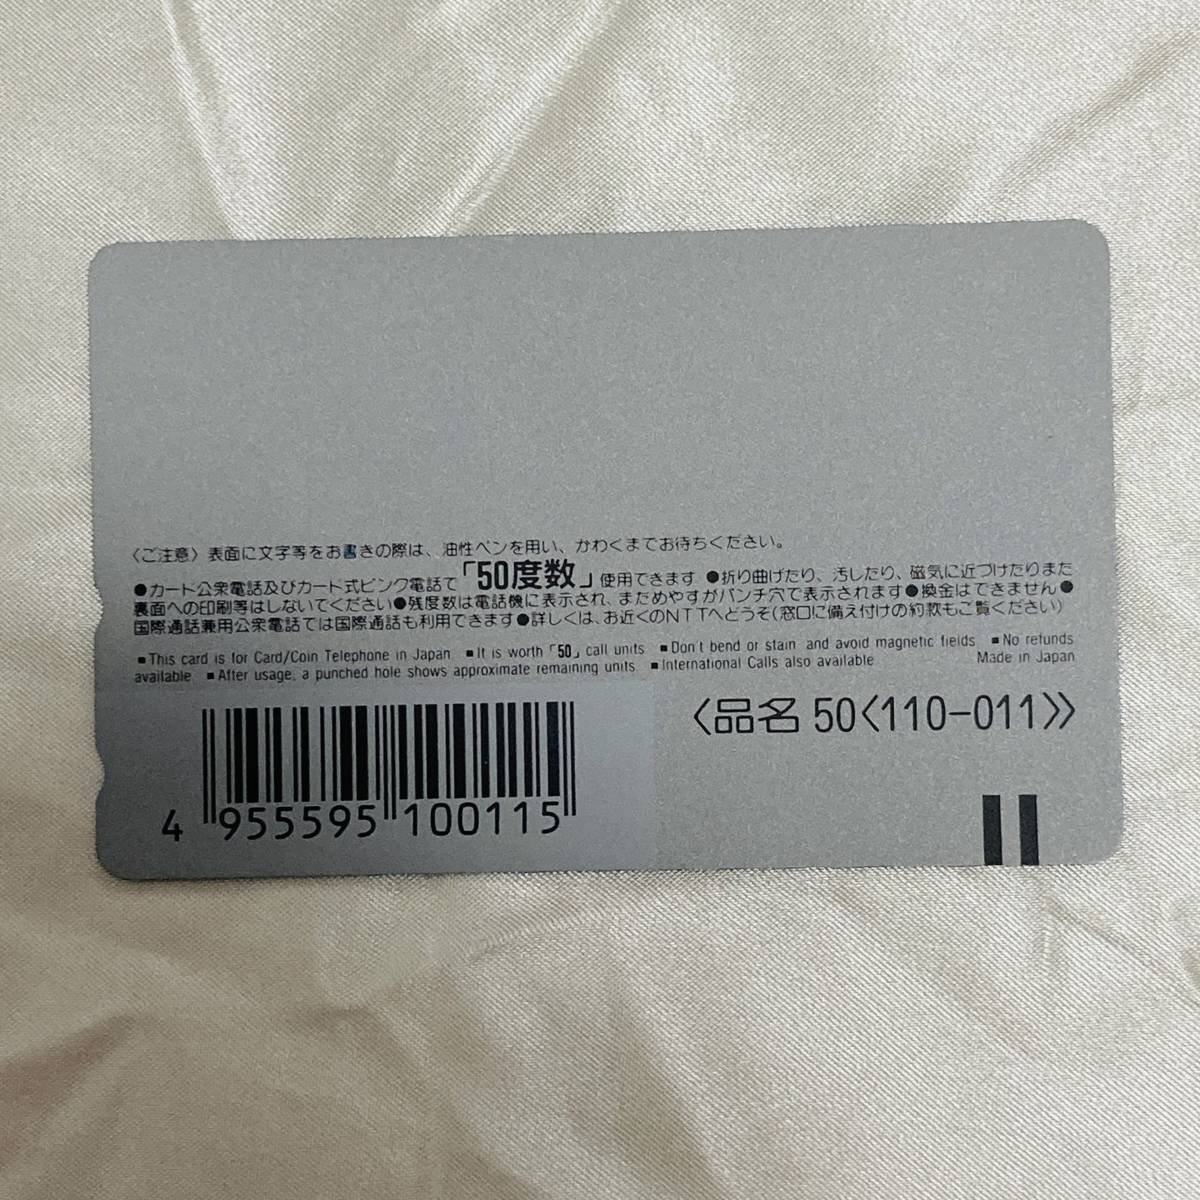 〈ご注意〉表面に文字等をお書きの際は、油性ペンを用い、かわくまでお待ちください。
●カード公衆電話及びカード式ピンク電話で「50度数」使用できます ●折り曲げたり、汚したり、磁気に近づけたりまた
裏面への印刷等はしないでください●残度数は電話機に表示され、まためやすがパンチ穴で表示されます●換金はできません●
国際通話兼用公衆電話では国際通話も利用できます●詳しくは、お近くのNTTへどうぞ(窓口に備え付けの約款もご覧ください)
■This card is for Card/Coin Telephone in Japan ■It is worth「50」call units ■Don't bend or stain and avoid magnetic fields ■No refunds
available ■After usage, a punched hole shows approximate remaining units ■International Calls also available Made in Japan
〈品名 50〈110-011〉〉
4 955595 100115